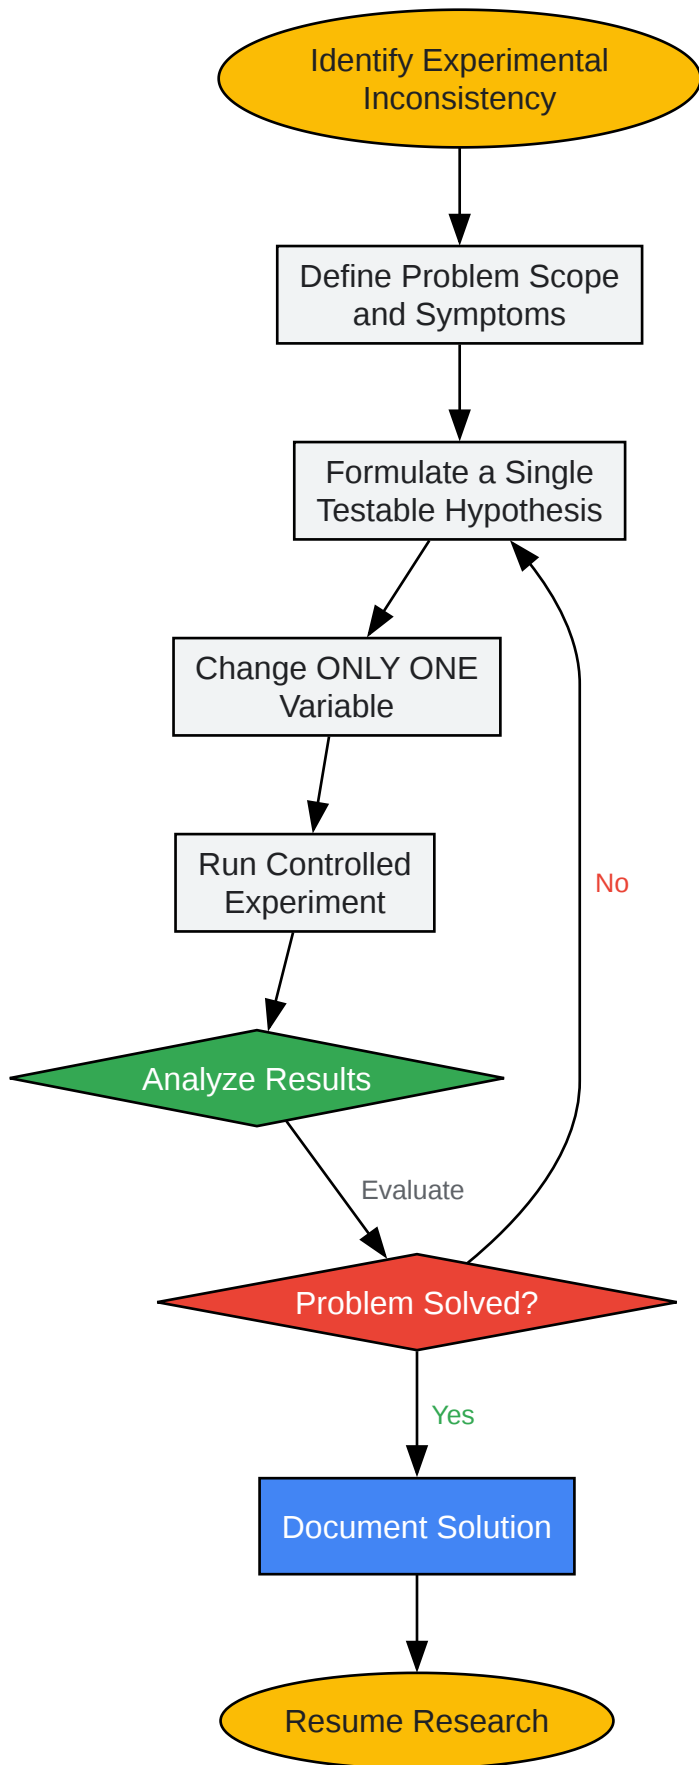 Identify Experimental
Inconsistency
Define Problem Scope
and Symptoms
Formulate a Single
Testable Hypothesis
Change ONLY ONE
Variable
Run Controlled
Experiment
No
Analyze Results
Evaluate
Problem Solved?
Yes
Document Solution
Resume Research